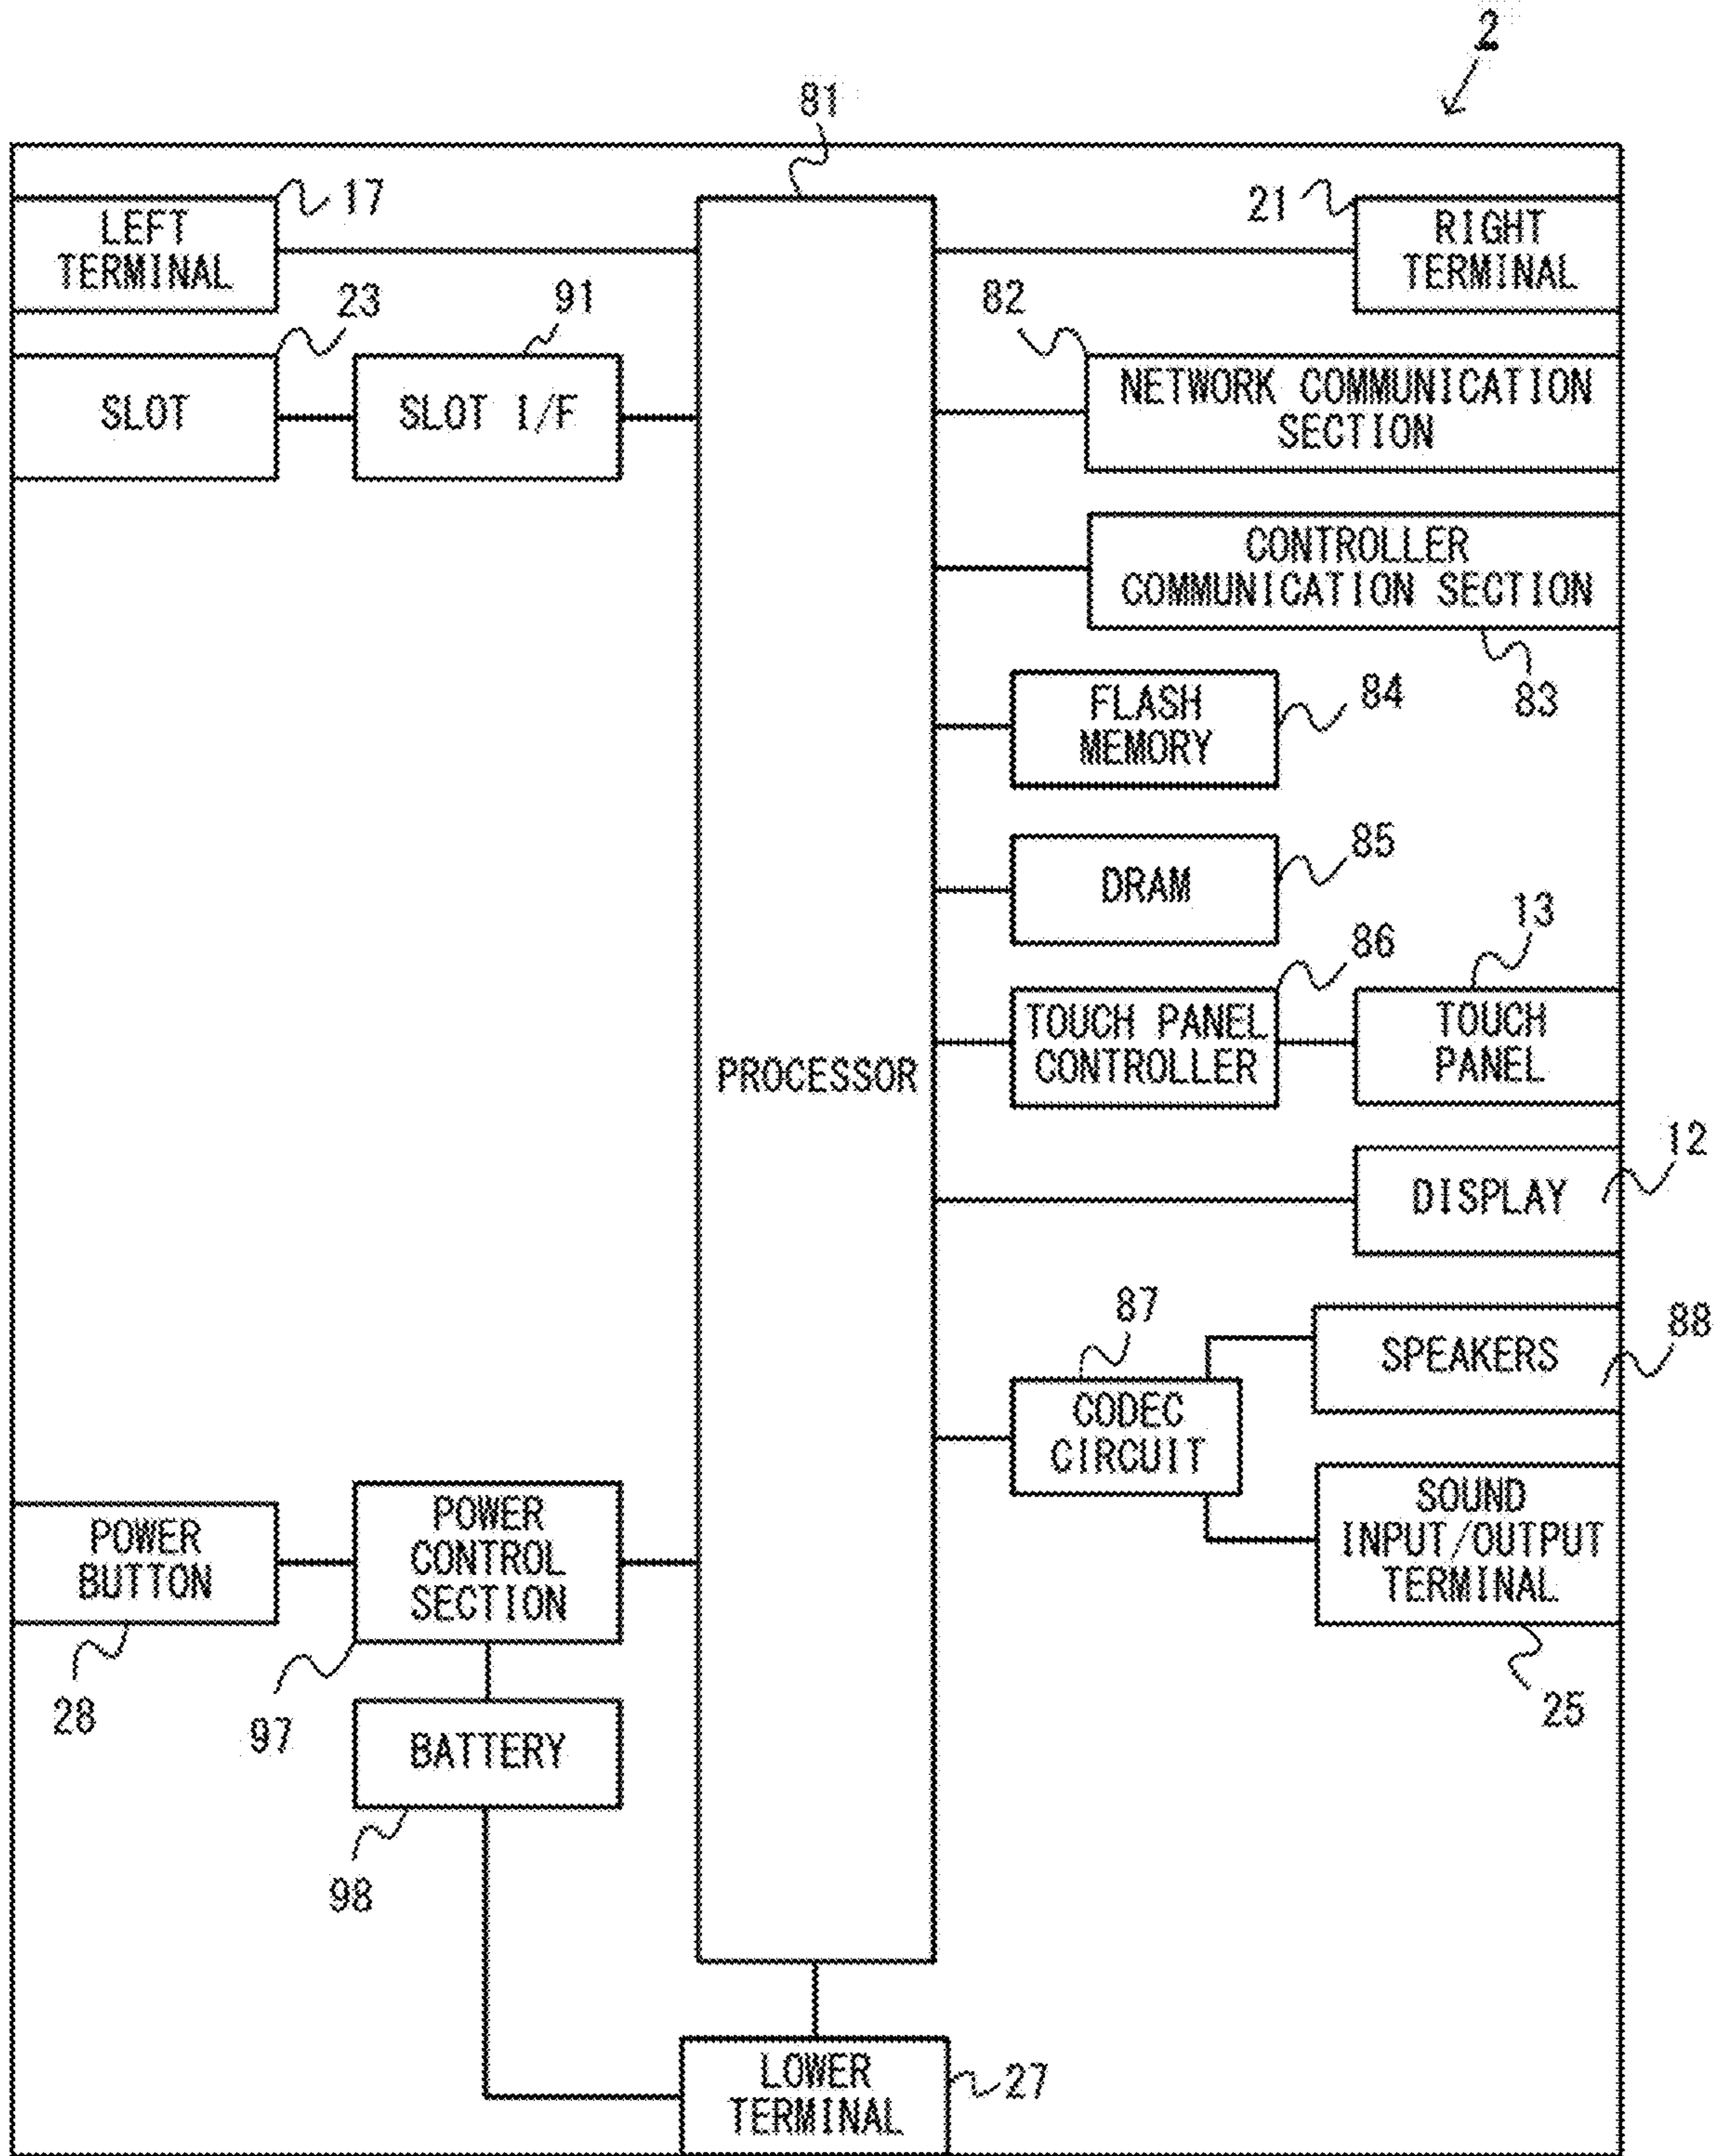 2
81
17
LEFT
TERMINAL
21
RIGHT
TERMINAL
23
91
82
SLOT
SLOT I/F
NETWORK COMMUNICATION
SECTION
CONTROLLER
COMMUNICATION SECTION
83
FLASH
MEMORY
84
DRAM
85
86
13
TOUCH PANEL
CONTROLLER
TOUCH
PANEL
PROCESSOR
12
DISPLAY
87
88
SPEAKERS
CODEC
CIRCUIT
SOUND
INPUT/OUTPUT
TERMINAL
25
POWER
BUTTON
28
POWER
CONTROL
SECTION
97
BATTERY
98
LOWER
TERMINAL
27